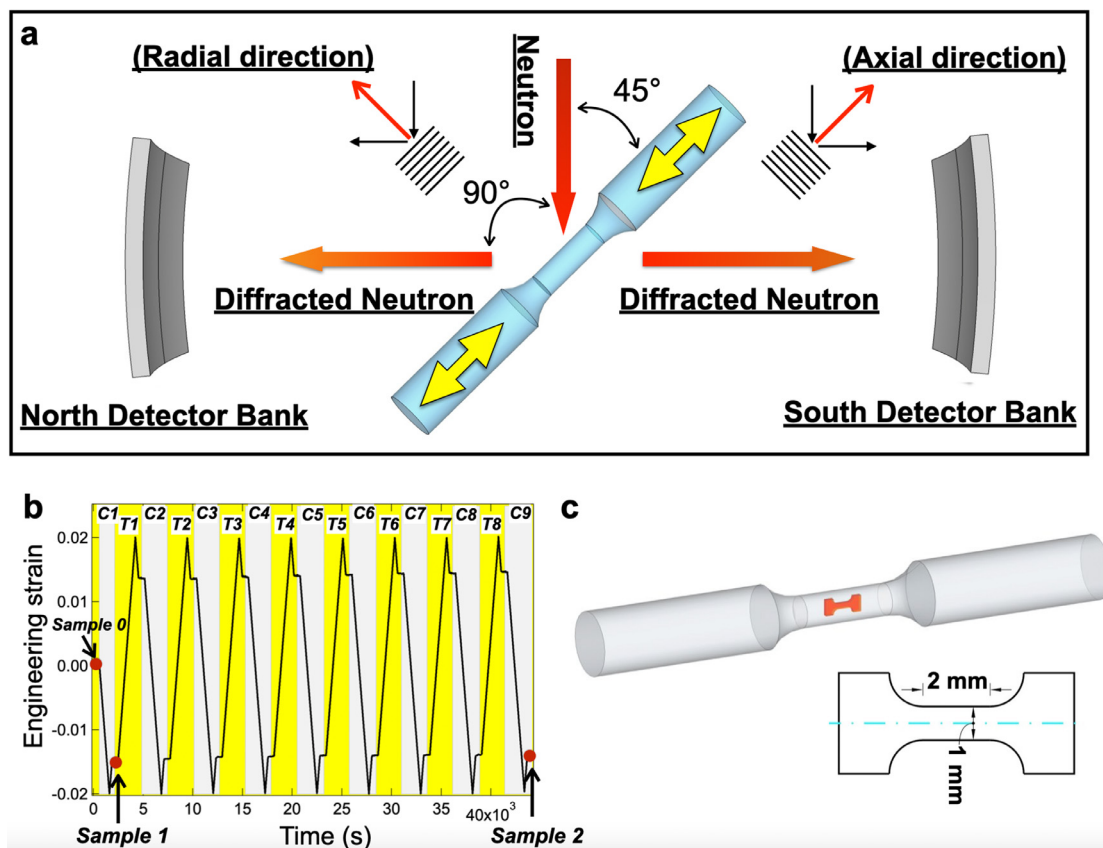 a
(Radial direction)
Neutron
45°
(Axial direction)
90°
Diffracted Neutron
Diffracted Neutron
North Detector Bank
South Detector Bank
b
C1 T1 C2 T2 C3 T3 C4 T4 C5 T5 C6 T6 C7 T7 C8 T8 C9
0.02
0.01
0.00
-0.01
-0.02
Engineering strain
Sample 0
0 5 10 15 20 25 30 35 40x10³
Sample 1
Time (s)
Sample 2
c
2 mm
1 mm